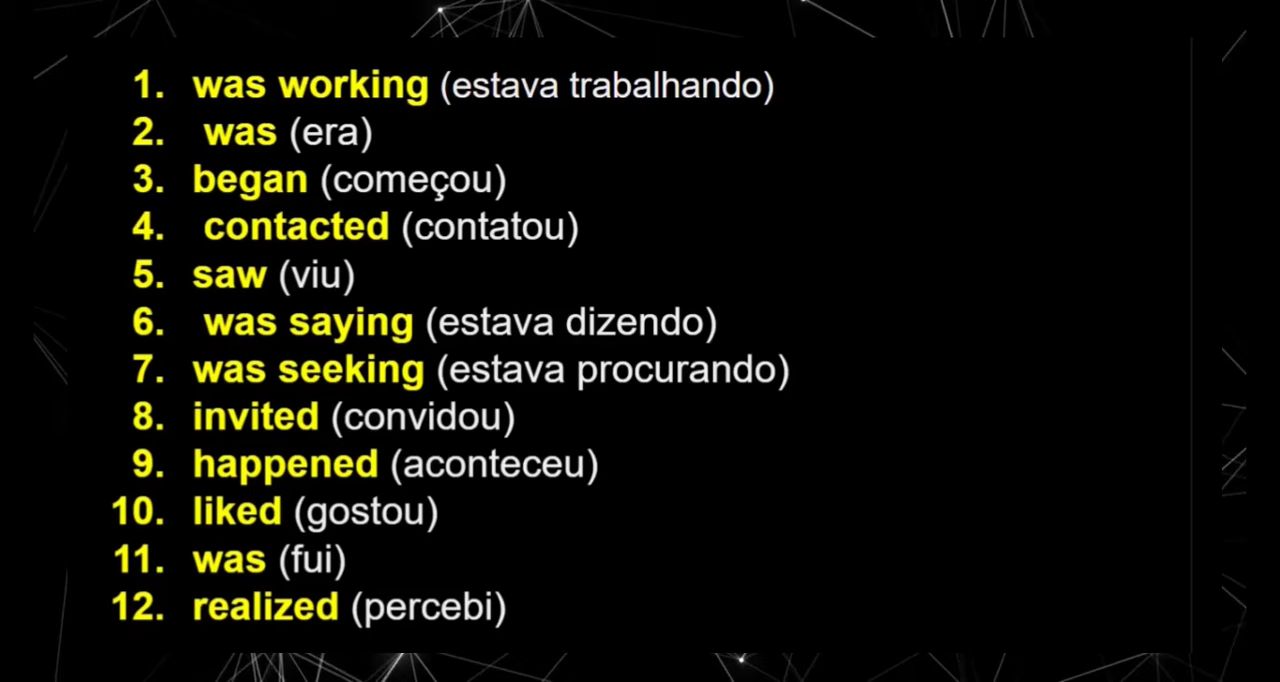 1. was working (estava trabalhando)
2. was (era)
3. began (começou)
4. contacted (contatou)
5. saw (viu)
6. was saying (estava dizendo)
7. was seeking (estava procurando)
8. invited (convidou)
9. happened (aconteceu)
10. liked (gostou)
11. was (fui)
12. realized (percebi)